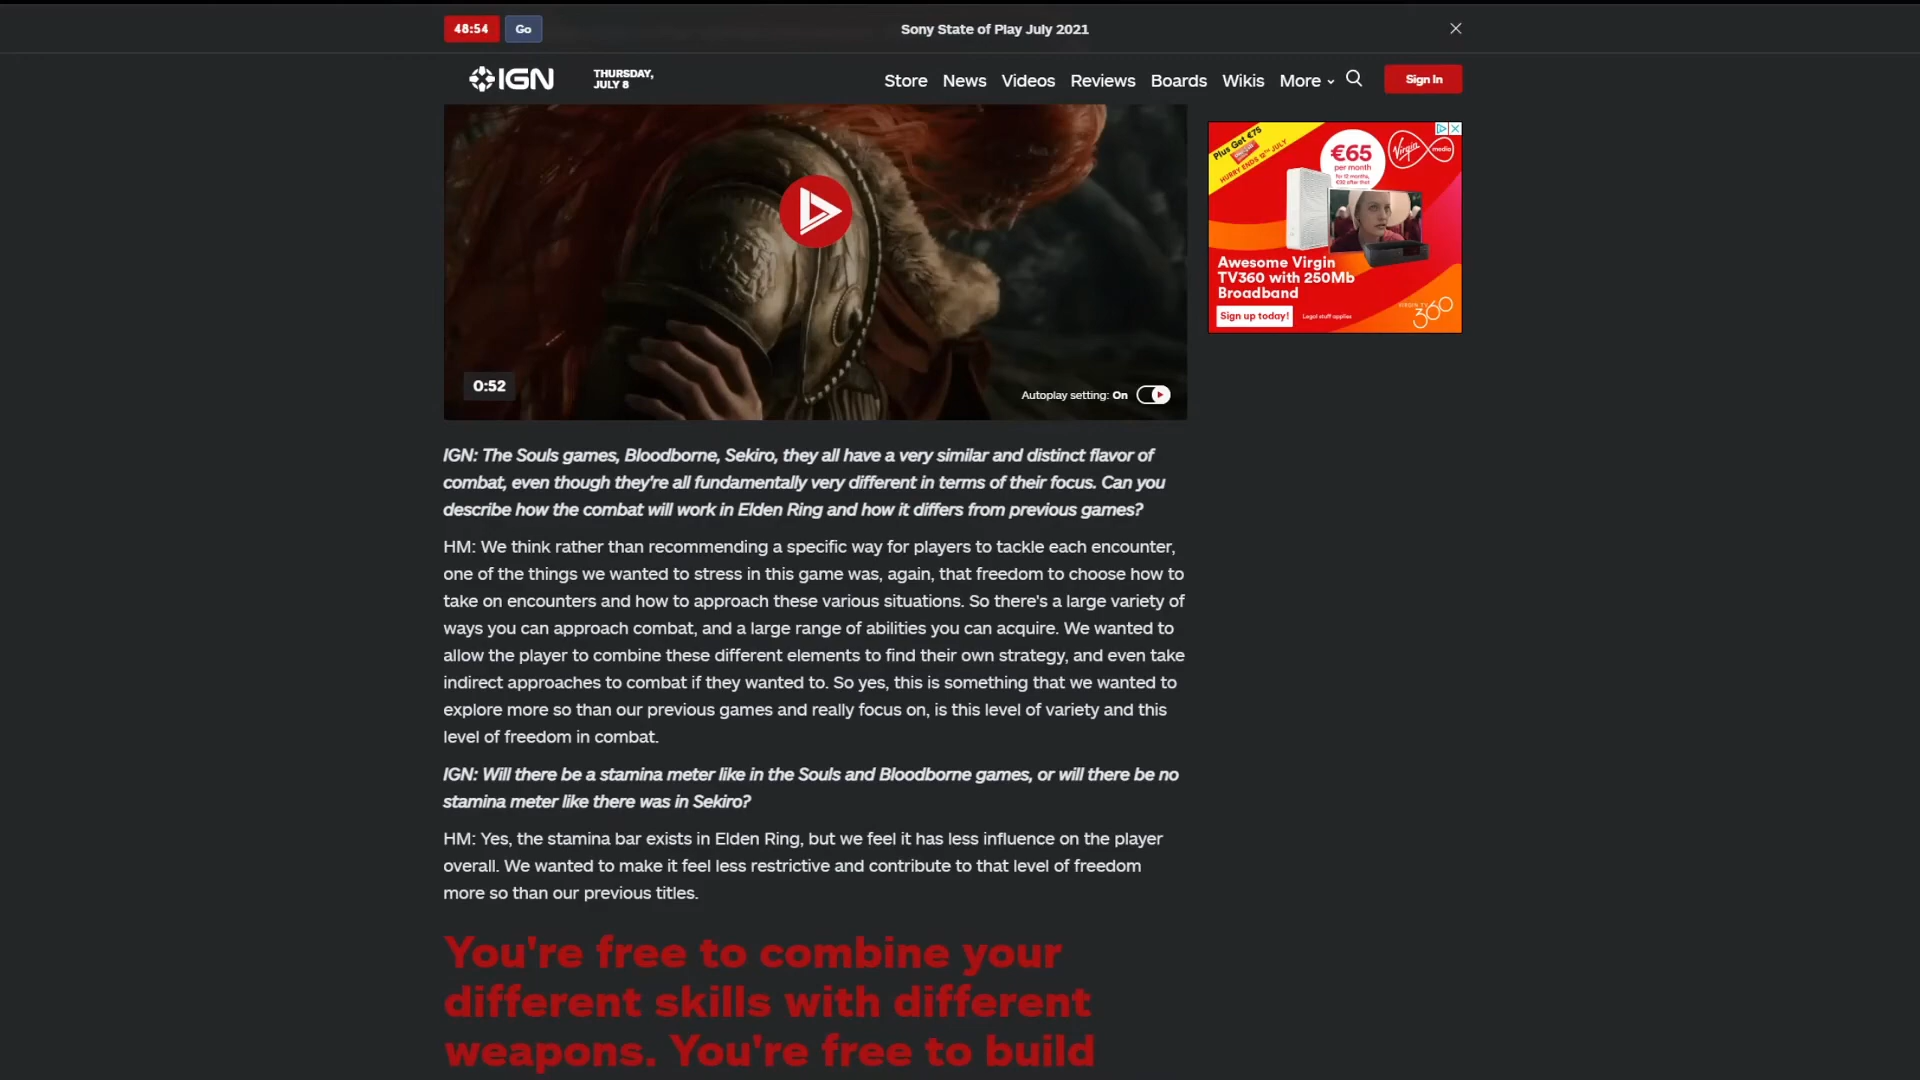 48:54 Go Sony State of Play July 2021
IGN
THURSDAY,
JULY 8
Store News Videos Reviews Boards Wikis More Sign In
Plus Get €75
HURRY ENDS 12TH JULY
€65
per month
for 12 months,
€92 after that
Virgin
media
Awesome Virgin
TV360 with 250Mb
Broadband
Sign up today! Legal stuff applies
VIRGIN TV
360
0:52
Autoplay setting: On
IGN: The Souls games, Bloodborne, Sekiro, they all have a very similar and distinct flavor of
combat, even though they're all fundamentally very different in terms of their focus. Can you
describe how the combat will work in Elden Ring and how it differs from previous games?
HM: We think rather than recommending a specific way for players to tackle each encounter,
one of the things we wanted to stress in this game was, again, that freedom to choose how to
take on encounters and how to approach these various situations. So there's a large variety of
ways you can approach combat, and a large range of abilities you can acquire. We wanted to
allow the player to combine these different elements to find their own strategy, and even take
indirect approaches to combat if they wanted to. So yes, this is something that we wanted to
explore more so than our previous games and really focus on, is this level of variety and this
level of freedom in combat.
IGN: Will there be a stamina meter like in the Souls and Bloodborne games, or will there be no
stamina meter like there was in Sekiro?
HM: Yes, the stamina bar exists in Elden Ring, but we feel it has less influence on the player
overall. We wanted to make it feel less restrictive and contribute to that level of freedom
more so than our previous titles.
You're free to combine your
different skills with different
weapons. You're free to build